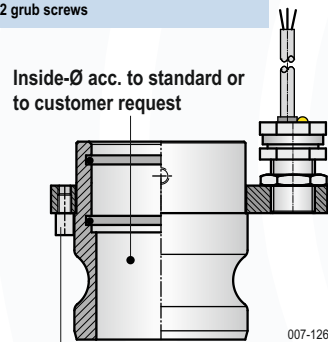 2 grub screws
Inside-Ø acc. to standard or
to customer request
007-126